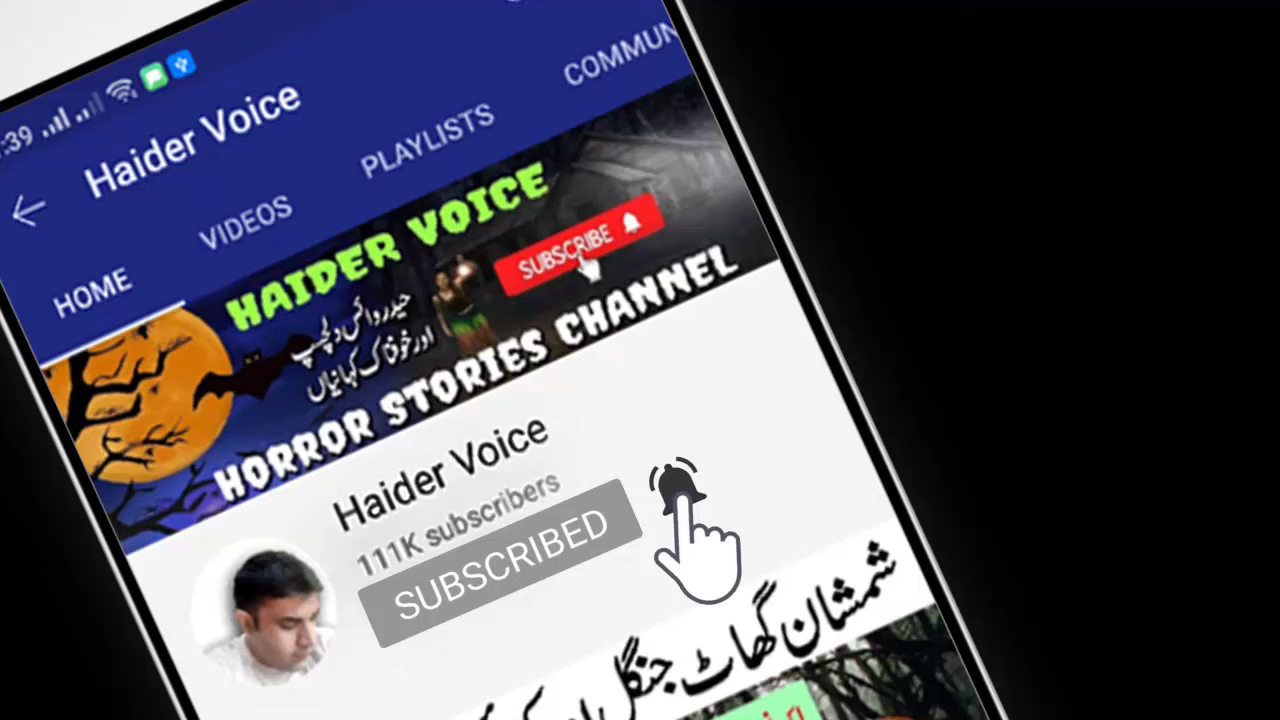 :39
Haider Voice
HOME VIDEOS PLAYLISTS COMMUN
HAIDER VOICE
SUBSCRIBE
حیدر وائس دلچسپ
اور خوفناک کہانیاں
HORROR STORIES CHANNEL
Haider Voice
111K subscribers
SUBSCRIBED
شمشان گھاٹ جنگل